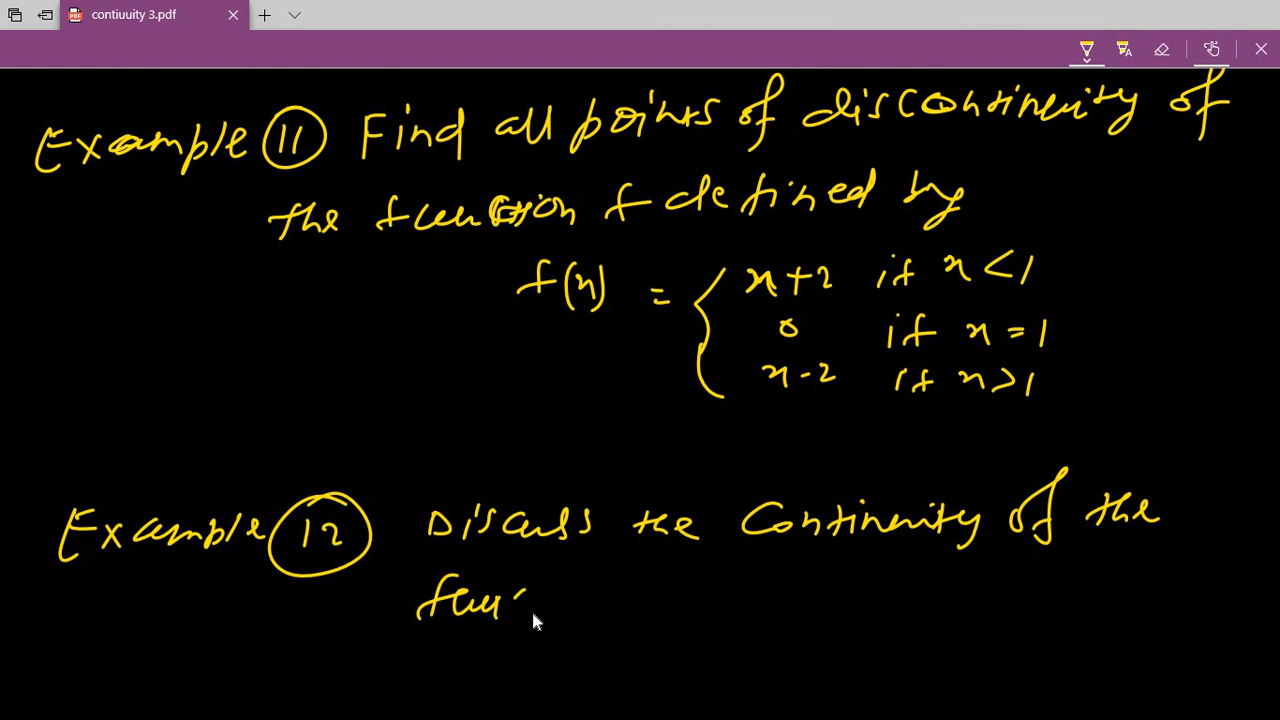 contiuuity 3.pdf
Example 11 Find all points of discontinuity of
the function f defined by
f(x) = { x+2 if x < 1
0 if x = 1
x-2 if x > 1
Example 12 Discuss the continuity of the